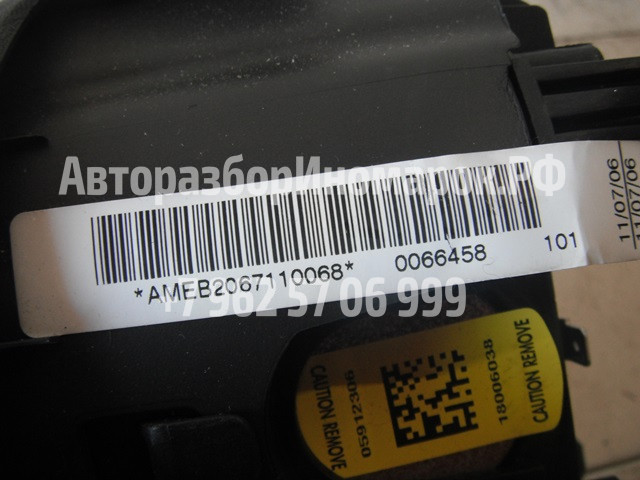 АвторазборИномарок.РФ
11/07/06
11/07/06
*AMEB2067110068* 0066458 101
+7 962 57 06 999
CAUTION REMOVE
05912306
18006038
CAUTION REMOVE